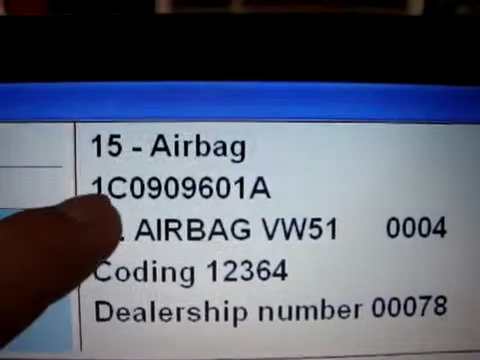 15 - Airbag
1C0909601A
AIRBAG VW51 0004
Coding 12364
Dealership number 00078